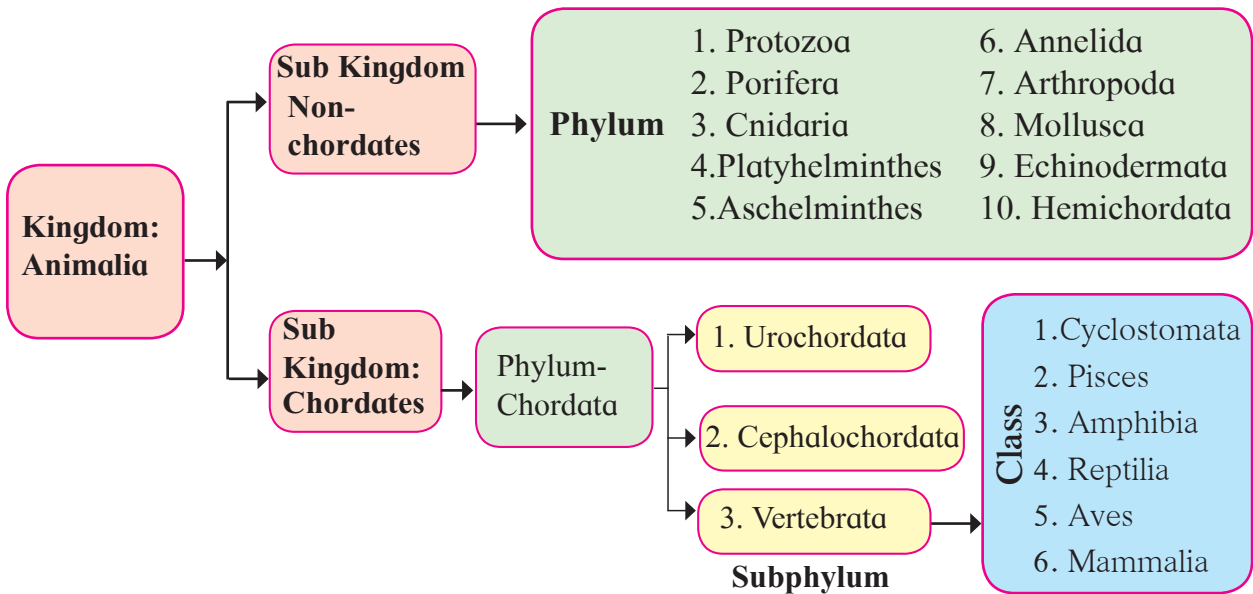 Kingdom:
Animalia
Sub Kingdom
Non-
chordates
Phylum
1. Protozoa
2. Porifera
3. Cnidaria
4.Platyhelminthes
5.Aschelminthes
6. Annelida
7. Arthropoda
8. Mollusca
9. Echinodermata
10. Hemichordata
Sub
Kingdom:
Chordates
Phylum-
Chordata
1. Urochordata
2. Cephalochordata
3. Vertebrata
Subphylum
Class
1.Cyclostomata
2. Pisces
3. Amphibia
4. Reptilia
5. Aves
6. Mammalia